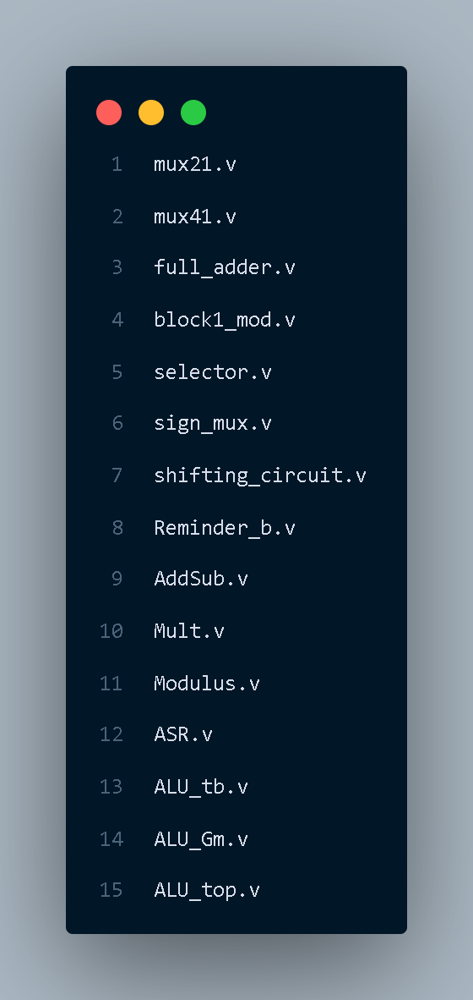 1 mux21.v
2 mux41.v
3 full_adder.v
4 block1_mod.v
5 selector.v
6 sign_mux.v
7 shifting_circuit.v
8 Reminder_b.v
9 AddSub.v
10 Mult.v
11 Modulus.v
12 ASR.v
13 ALU_tb.v
14 ALU_Gm.v
15 ALU_top.v